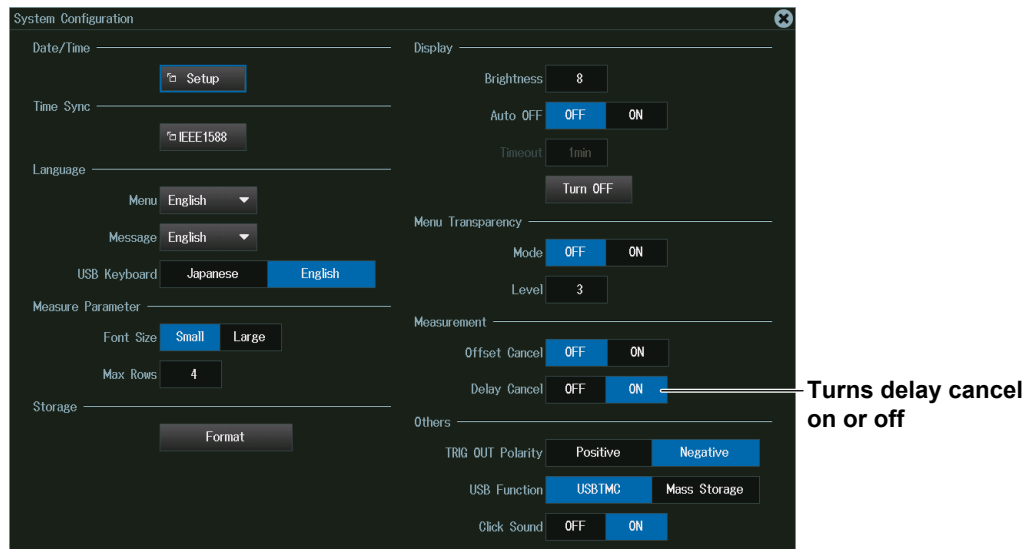 System Configuration
Date/Time
Setup
Time Sync
IEEE1588
Language
Menu English
Message English
USB Keyboard Japanese English
Measure Parameter
Font Size Small Large
Max Rows 4
Storage
Format
Display
Brightness 8
Auto OFF OFF ON
Timeout 1min
Turn OFF
Menu Transparency
Mode OFF ON
Level 3
Measurement
Offset Cancel OFF ON
Delay Cancel OFF ON
Others
TRIG OUT Polarity Positive Negative
USB Function USBTMC Mass Storage
Click Sound OFF ON
Turns delay cancel
on or off